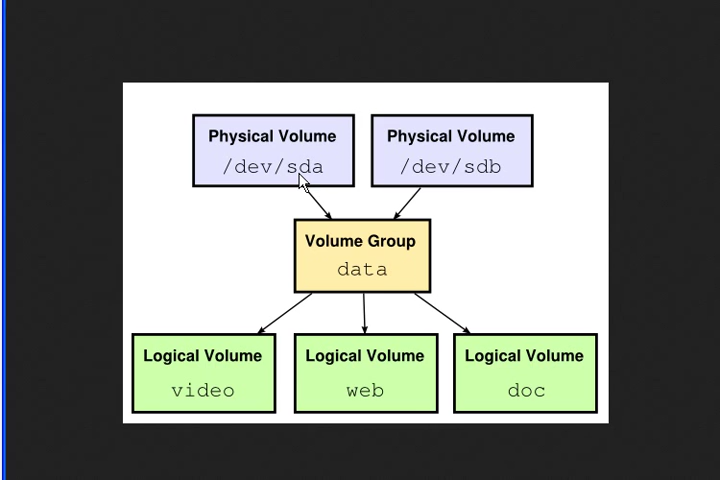 Physical Volume
/dev/sda
Physical Volume
/dev/sdb
Volume Group
data
Logical Volume
video
Logical Volume
web
Logical Volume
doc